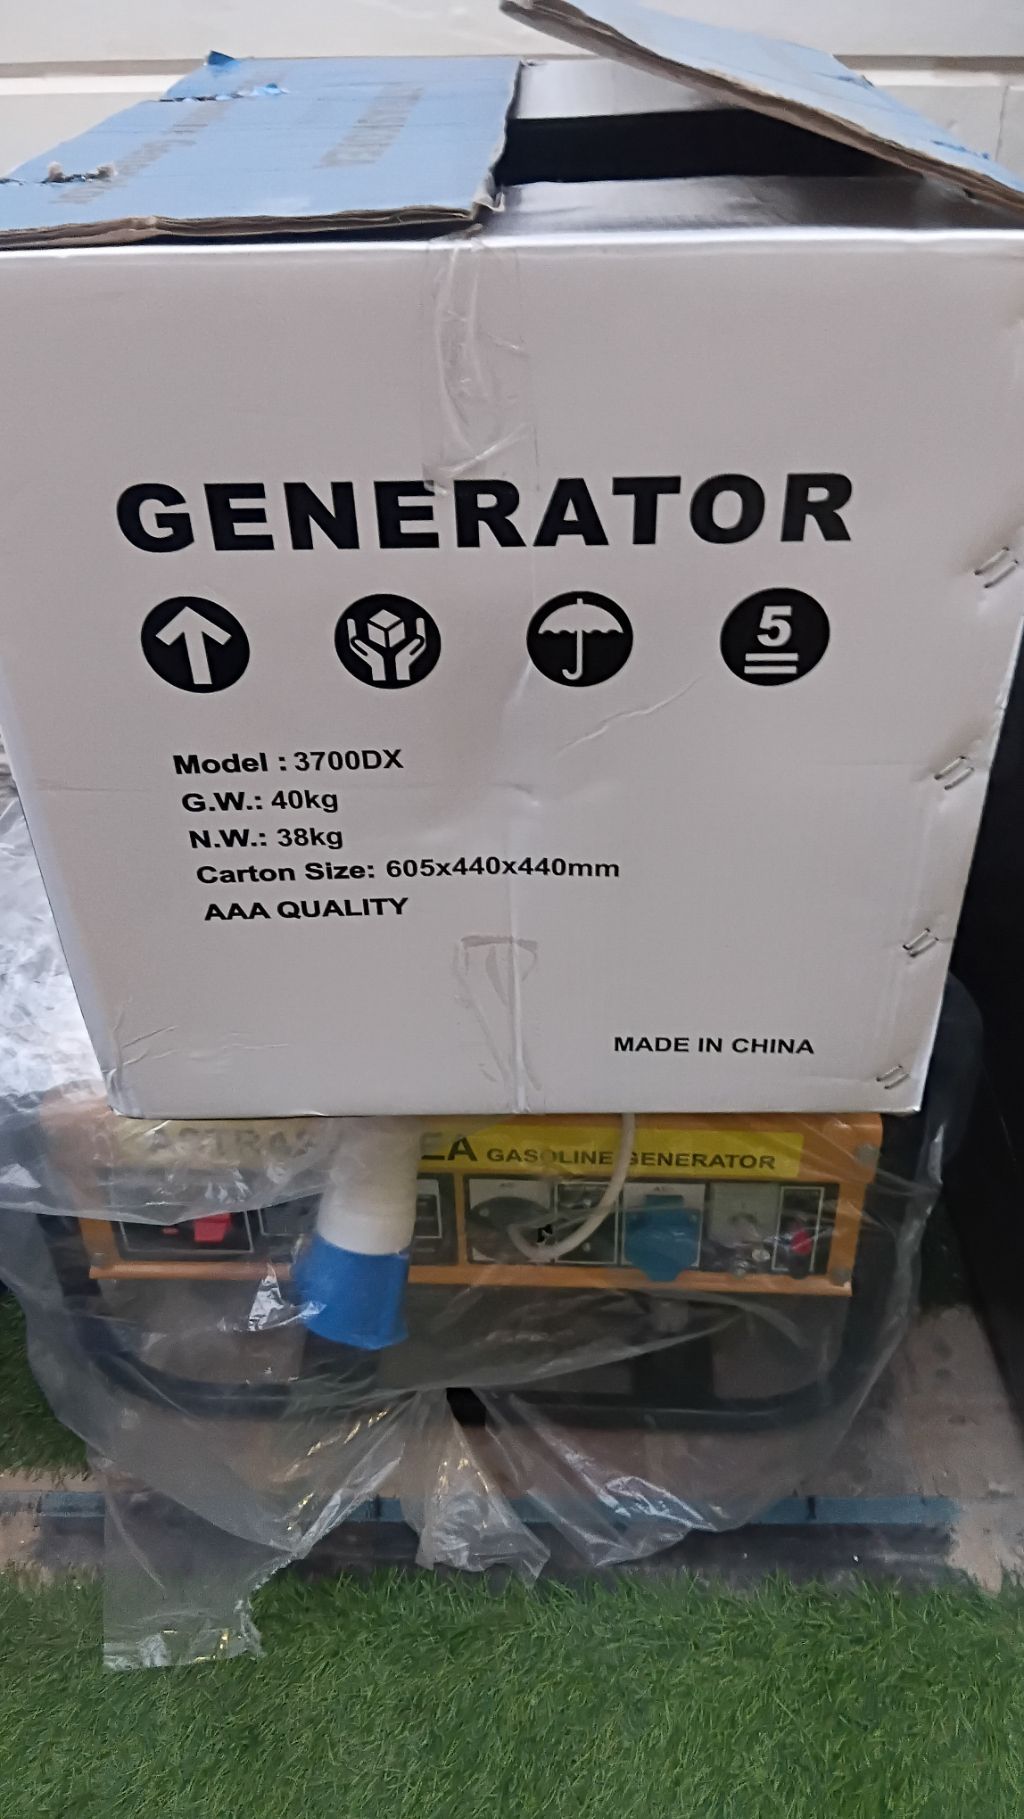 GENERATOR
5
Model : 3700DX
G.W.: 40kg
N.W.: 38kg
Carton Size: 605x440x440mm
AAA QUALITY
MADE IN CHINA
GASOLINE GENERATOR